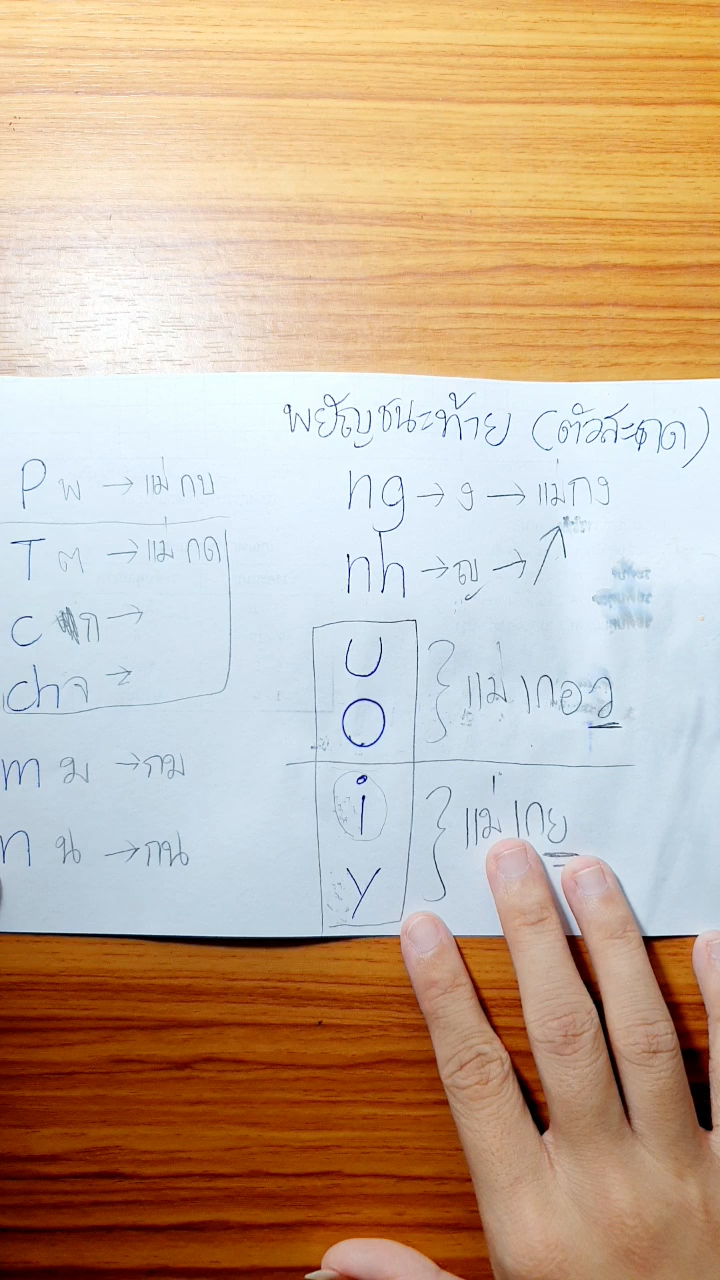 พยัญชนะท้าย (ตัวสะกด)
P พ → แม่ กบ
T ต → แม่ กด
C ก →
ch จ →
m ม → กม
n น → กน
ng → ง → แม่กง
nh → ญ →
U
O
แม่ เกอว
i
y
แม่ เกย